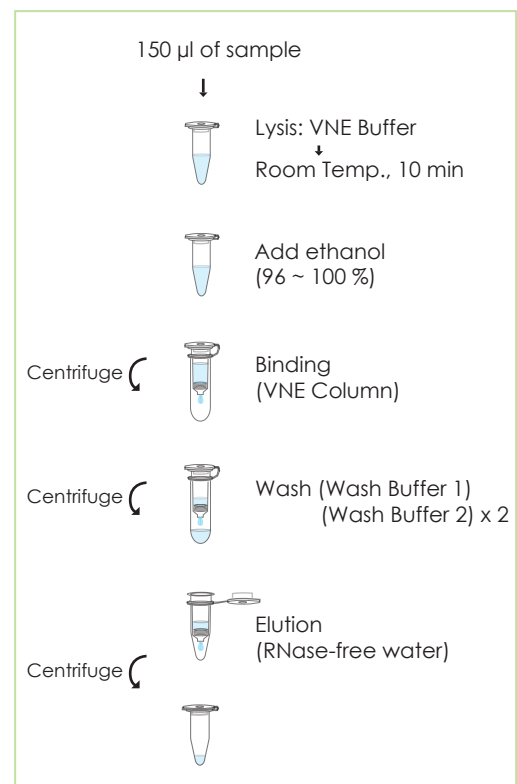 150 µl of sample
Lysis: VNE Buffer
Room Temp., 10 min
Add ethanol
(96 ~ 100 %)
Centrifuge
Binding
(VNE Column)
Centrifuge
Wash (Wash Buffer 1)
(Wash Buffer 2) x 2
Elution
(RNase-free water)
Centrifuge